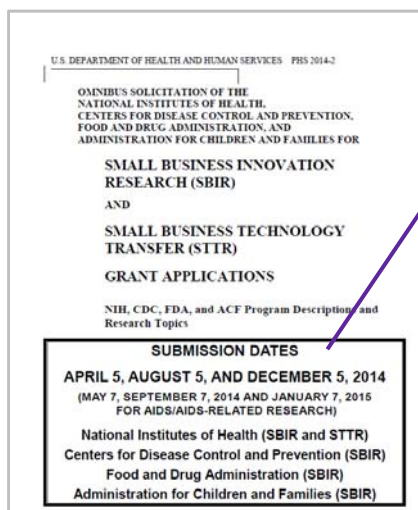 U.S. DEPARTMENT OF HEALTH AND HUMAN SERVICES PHS 2014-2
OMNIBUS SOLICITATION OF THE
NATIONAL INSTITUTES OF HEALTH,
CENTERS FOR DISEASE CONTROL AND PREVENTION,
FOOD AND DRUG ADMINISTRATION, AND
ADMINISTRATION FOR CHILDREN AND FAMILIES FOR
SMALL BUSINESS INNOVATION
RESEARCH (SBIR)
AND
SMALL BUSINESS TECHNOLOGY
TRANSFER (STTR)
GRANT APPLICATIONS
NIH, CDC, FDA, and ACF Program Descriptions and
Research Topics
SUBMISSION DATES
APRIL 5, AUGUST 5, AND DECEMBER 5, 2014
(MAY 7, SEPTEMBER 7, 2014 AND JANUARY 7, 2015
FOR AIDS/AIDS-RELATED RESEARCH)
National Institutes of Health (SBIR and STTR)
Centers for Disease Control and Prevention (SBIR)
Food and Drug Administration (SBIR)
Administration for Children and Families (SBIR)